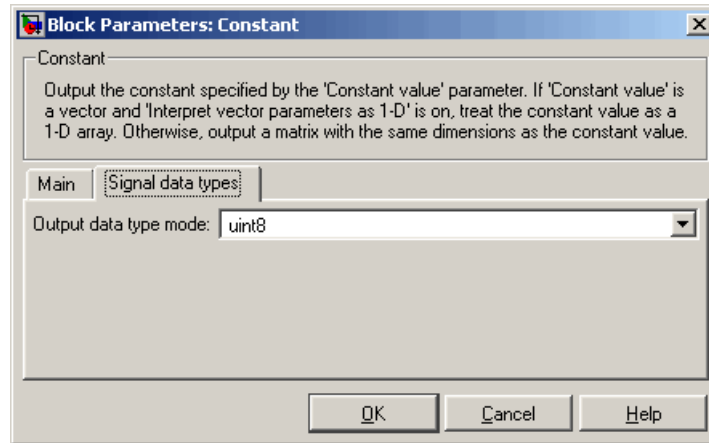 Block Parameters: Constant
Constant
Output the constant specified by the 'Constant value' parameter. If 'Constant value' is
a vector and 'Interpret vector parameters as 1-D' is on, treat the constant value as a
1-D array. Otherwise, output a matrix with the same dimensions as the constant value.
Main Signal data types
Output data type mode: uint8
OK Cancel Help